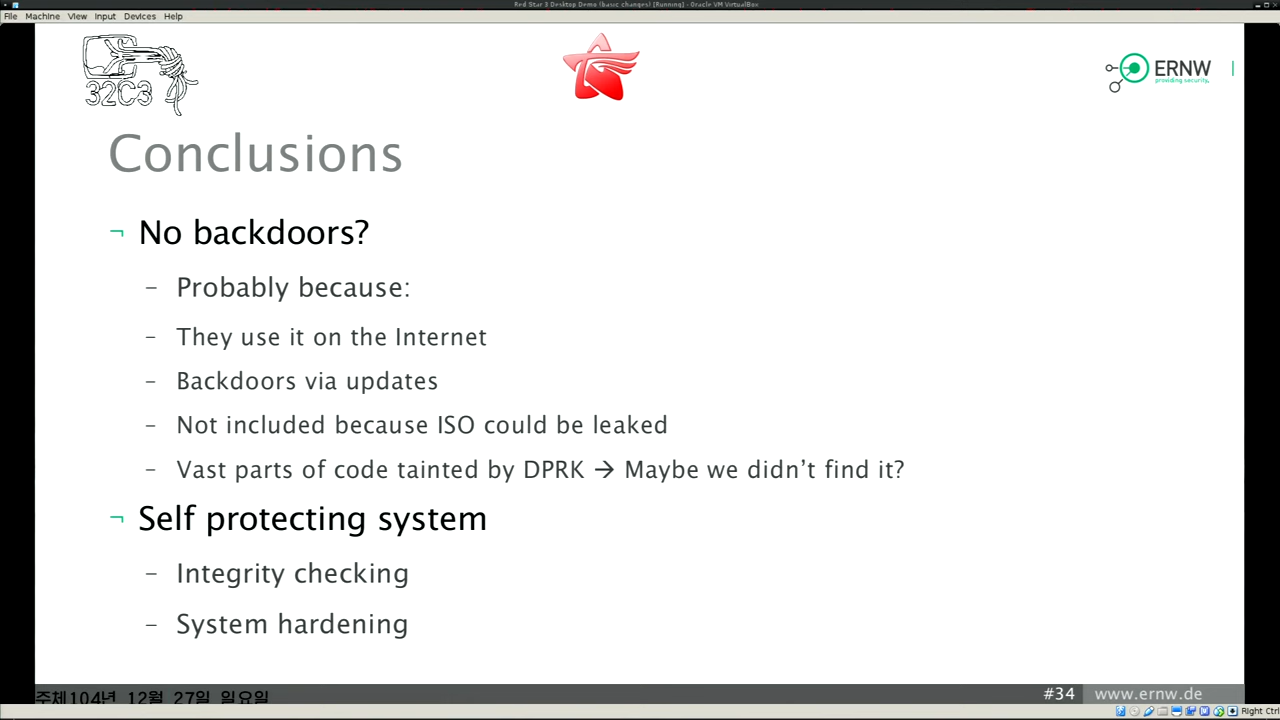 Red Star 3 Desktop Demo (basic changes) [Running] - Oracle VM VirtualBox
File Machine View Input Devices Help
32C3
ERNW
providing security.
Conclusions
¬ No backdoors?
– Probably because:
– They use it on the Internet
– Backdoors via updates
– Not included because ISO could be leaked
– Vast parts of code tainted by DPRK → Maybe we didn’t find it?
¬ Self protecting system
– Integrity checking
– System hardening
주체104년 12월 27일 일요일
#34 www.ernw.de
Right Ctrl